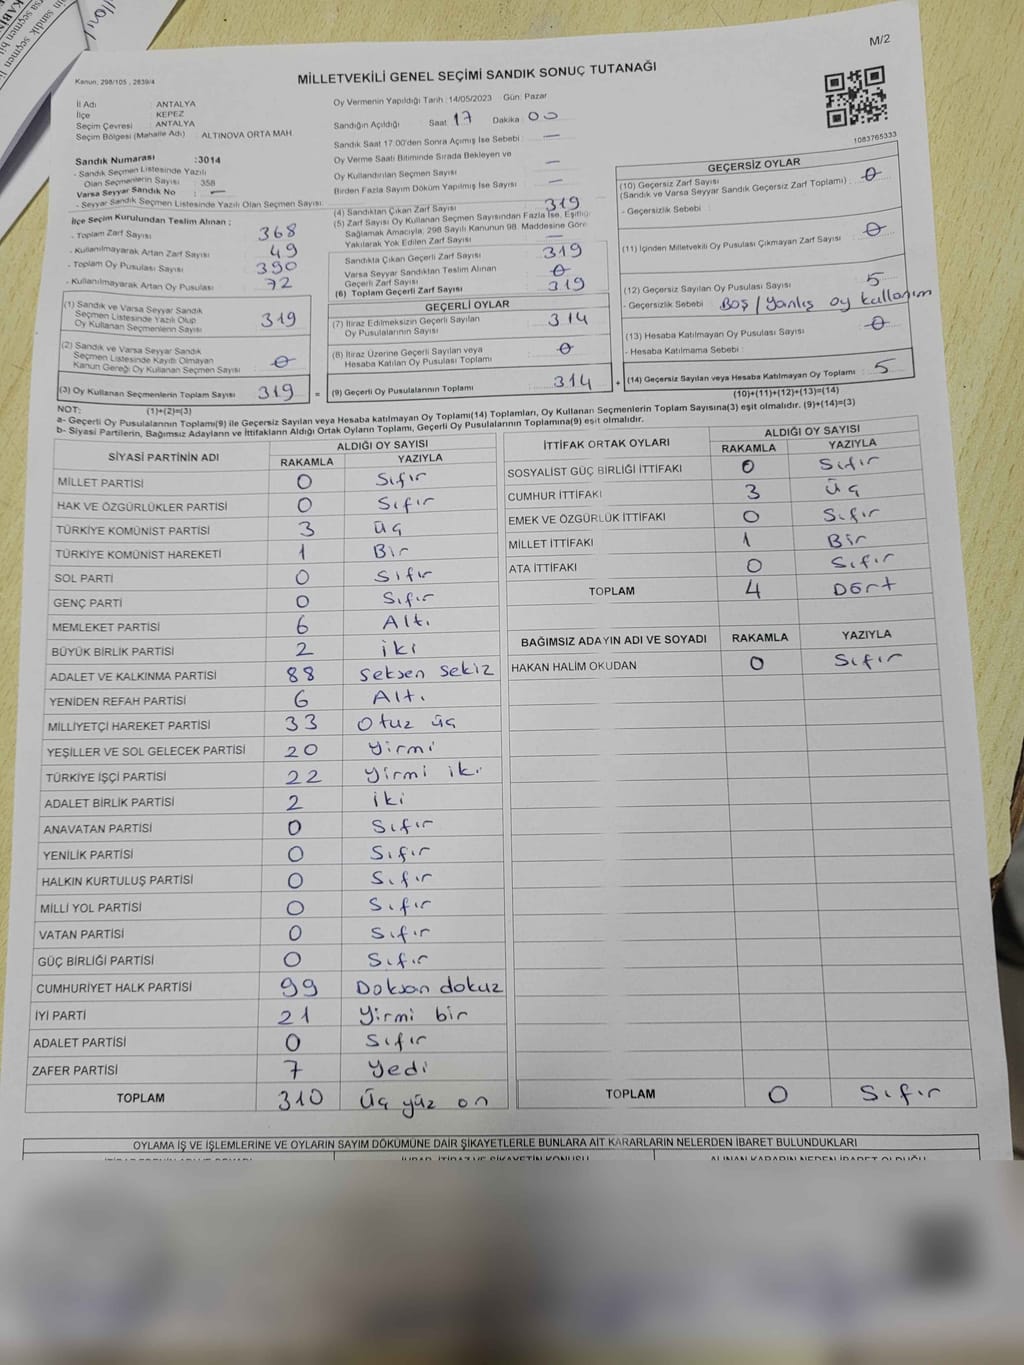 M/2
Kanun: 298/105 , 2839/4
MİLLETVEKİLİ GENEL SEÇİMİ SANDIK SONUÇ TUTANAĞI
İl Adı : ANTALYA
İlçe : KEPEZ
Seçim Çevresi : ANTALYA
Seçim Bölgesi (Mahalle Adı) : ALTINOVA ORTA MAH.
Oy Vermenin Yapıldığı Tarih : 14/05/2023 Gün: Pazar
Sandığın Açıldığı Saat 17 Dakika 00
Sandık Saat 17.00'den Sonra Açımış İse Sebebi : —
Oy Verme Saati Bitiminde Sırada Bekleyen ve
Oy Kullandırılan Seçmen Sayısı —
Birden Fazla Sayım Döküm Yapılmış İse Sayısı —
1083765333
Sandık Numarası :3014
- Sandık Seçmen Listesinde Yazılı
Olan Seçmenlerin Sayısı : 358
Varsa Seyyar Sandık No : —
- Seyyar Sandık Seçmen Listesinde Yazılı Olan Seçmen Sayısı:
İlçe Seçim Kurulundan Teslim Alınan :
- Toplam Zarf Sayısı 368
- Kullanılmayarak Artan Zarf Sayısı 49
- Toplam Oy Pusulası Sayısı 390
- Kullanılmayarak Artan Oy Pusulası 72
(1) Sandık ve Varsa Seyyar Sandık
Seçmen Listesinde Yazılı Olup
Oy Kullanan Seçmenlerin Sayısı 319
(2) Sandık ve Varsa Seyyar Sandık
Seçmen Listesinde Kayıtlı Olmayan
Kanun Gereği Oy Kullanan Seçmen Sayısı 0
(3) Oy Kullanan Seçmenlerin Toplam Sayısı 319 =
(4) Sandıktan Çıkan Zarf Sayısı 319
(5) Zarf Sayısı Oy Kullanan Seçmen Sayısından Fazla İse, Eşitliği
Sağlamak Amacıyla, 298 Sayılı Kanunun 98. Maddesine Göre
Yakılarak Yok Edilen Zarf Sayısı —
Sandıkta Çıkan Geçerli Zarf Sayısı 319
Varsa Seyyar Sandıktan Teslim Alınan
Geçerli Zarf Sayısı 0
(6) Toplam Geçerli Zarf Sayısı 319
GEÇERLİ OYLAR
(7) İtiraz Edilmeksizin Geçerli Sayılan
Oy Pusulalarının Sayısı 314
(8) İtiraz Üzerine Geçerli Sayılan veya
Hesaba Katılan Oy Pusulası Toplamı 0
(9) Geçerli Oy Pusulalarının Toplamı 314 +
GEÇERSİZ OYLAR
(10) Geçersiz Zarf Sayısı
(Sandık ve Varsa Seyyar Sandık Geçersiz Zarf Toplamı) : 0
- Geçersizlik Sebebi :
(11) İçinden Milletvekili Oy Pusulası Çıkmayan Zarf Sayısı 0
(12) Geçersiz Sayılan Oy Pusulası Sayısı 5
- Geçersizlik Sebebi : Boş / Yanlış oy kullanım
(13) Hesaba Katılmayan Oy Pusulası Sayısı 0
- Hesaba Katılmama Sebebi :
(14) Geçersiz Sayılan veya Hesaba Katılmayan Oy Toplamı 5
(10)+(11)+(12)+(13)=(14)
NOT: (1)+(2)=(3)
a- Geçerli Oy Pusulalarının Toplamı(9) ile Geçersiz Sayılan veya Hesaba katılmayan Oy Toplamı(14) Toplamları, Oy Kullanan Seçmenlerin Toplam Sayısına(3) eşit olmalıdır. (9)+(14)=(3)
b- Siyasi Partilerin, Bağımsız Adayların ve İttifakların Aldığı Ortak Oyların Toplamı, Geçerli Oy Pusulalarının Toplamına(9) eşit olmalıdır.
SİYASİ PARTİNİN ADI ALDIĞI OY SAYISI
RAKAMLA YAZIYLA
MİLLET PARTİSİ 0 Sıfır
HAK VE ÖZGÜRLÜKLER PARTİSİ 0 Sıfır
TÜRKİYE KOMÜNİST PARTİSİ 3 Üç
TÜRKİYE KOMÜNİST HAREKETİ 1 Bir
SOL PARTİ 0 Sıfır
GENÇ PARTİ 0 Sıfır
MEMLEKET PARTİSİ 6 Altı
BÜYÜK BİRLİK PARTİSİ 2 İki
ADALET VE KALKINMA PARTİSİ 88 Seksen sekiz
YENİDEN REFAH PARTİSİ 6 Altı
MİLLİYETÇİ HAREKET PARTİSİ 33 Otuz üç
YEŞİLLER VE SOL GELECEK PARTİSİ 20 Yirmi
TÜRKİYE İŞÇİ PARTİSİ 22 Yirmi iki
ADALET BİRLİK PARTİSİ 2 İki
ANAVATAN PARTİSİ 0 Sıfır
YENİLİK PARTİSİ 0 Sıfır
HALKIN KURTULUŞ PARTİSİ 0 Sıfır
MİLLİ YOL PARTİSİ 0 Sıfır
VATAN PARTİSİ 0 Sıfır
GÜÇ BİRLİĞİ PARTİSİ 0 Sıfır
CUMHURİYET HALK PARTİSİ 99 Doksan dokuz
İYİ PARTİ 21 Yirmi bir
ADALET PARTİSİ 0 Sıfır
ZAFER PARTİSİ 7 Yedi
TOPLAM 310 Üç yüz on
İTTİFAK ORTAK OYLARI ALDIĞI OY SAYISI
RAKAMLA YAZIYLA
SOSYALİST GÜÇ BİRLİĞİ İTTİFAKI 0 Sıfır
CUMHUR İTTİFAKI 3 Üç
EMEK VE ÖZGÜRLÜK İTTİFAKI 0 Sıfır
MİLLET İTTİFAKI 1 Bir
ATA İTTİFAKI 0 Sıfır
TOPLAM 4 Dört
BAĞIMSIZ ADAYIN ADI VE SOYADI RAKAMLA YAZIYLA
HAKAN HALİM OKUDAN 0 Sıfır
TOPLAM 0 Sıfır
OYLAMA İŞ VE İŞLEMLERİNE VE OYLARIN SAYIM DÖKÜMÜNE DAİR ŞİKAYETLERLE BUNLARA AİT KARARLARIN NELERDEN İBARET BULUNDUKLARI